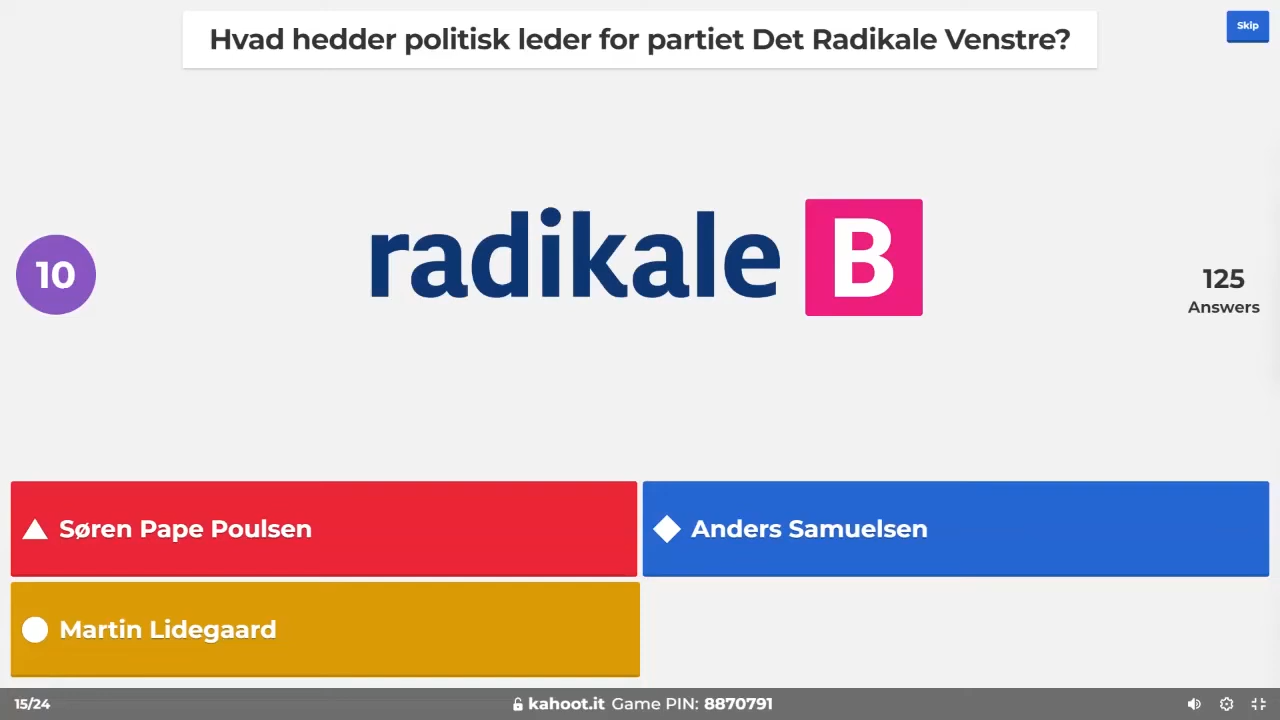 Hvad hedder politisk leder for partiet Det Radikale Venstre?
Skip
10
radikale B
125
Answers
Søren Pape Poulsen
Anders Samuelsen
Martin Lidegaard
15/24
kahoot.it Game PIN: 8870791